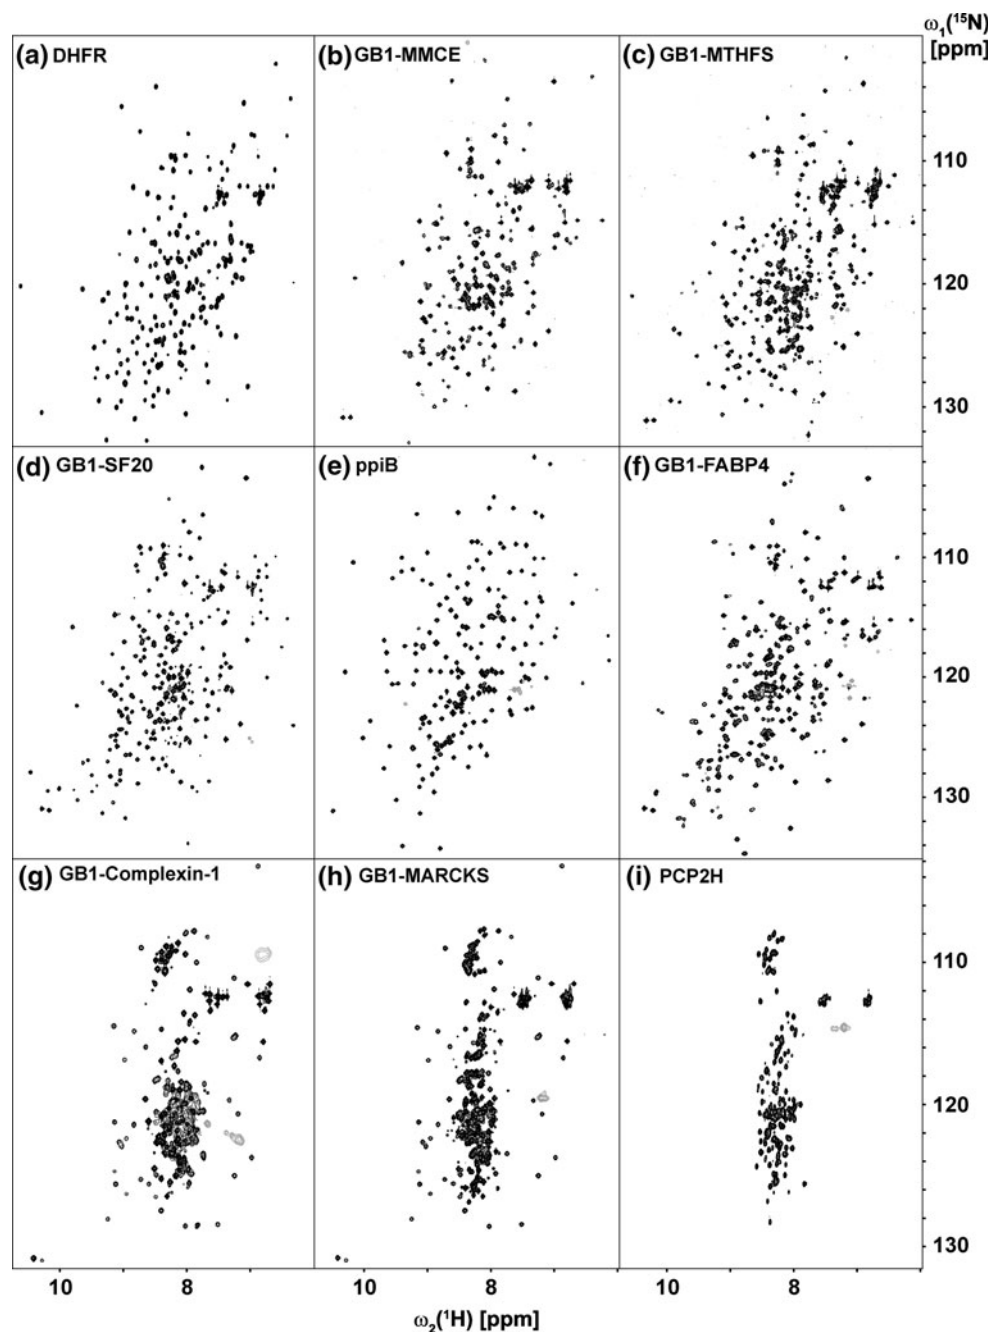 ω₁(¹⁵N)
[ppm]
(a) DHFR
(b) GB1-MMCE
(c) GB1-MTHFS
110
120
130
(d) GB1-SF20
(e) ppiB
(f) GB1-FABP4
110
120
130
(g) GB1-Complexin-1
(h) GB1-MARCKS
(i) PCP2H
110
120
130
10 8 10 8 10 8
ω₂(¹H) [ppm]